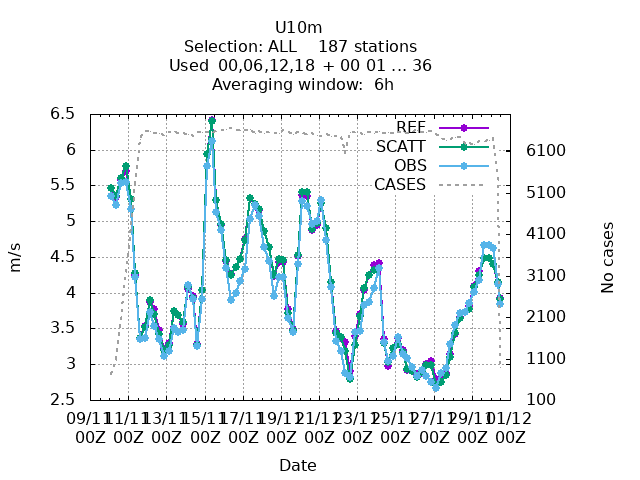 U10m
Selection: ALL    187 stations
Used  00,06,12,18 + 00 01 ... 36
Averaging window:  6h
6.5
6
5.5
5
4.5
4
3.5
3
2.5
m/s
REF
SCATT
OBS
CASES
6100
5100
4100
3100
2100
1100
100
No cases
09/11 11/11 13/11 15/11 17/11 19/11 21/11 23/11 25/11 27/11 29/11 01/12
00Z 00Z 00Z 00Z 00Z 00Z 00Z 00Z 00Z 00Z 00Z 00Z
Date